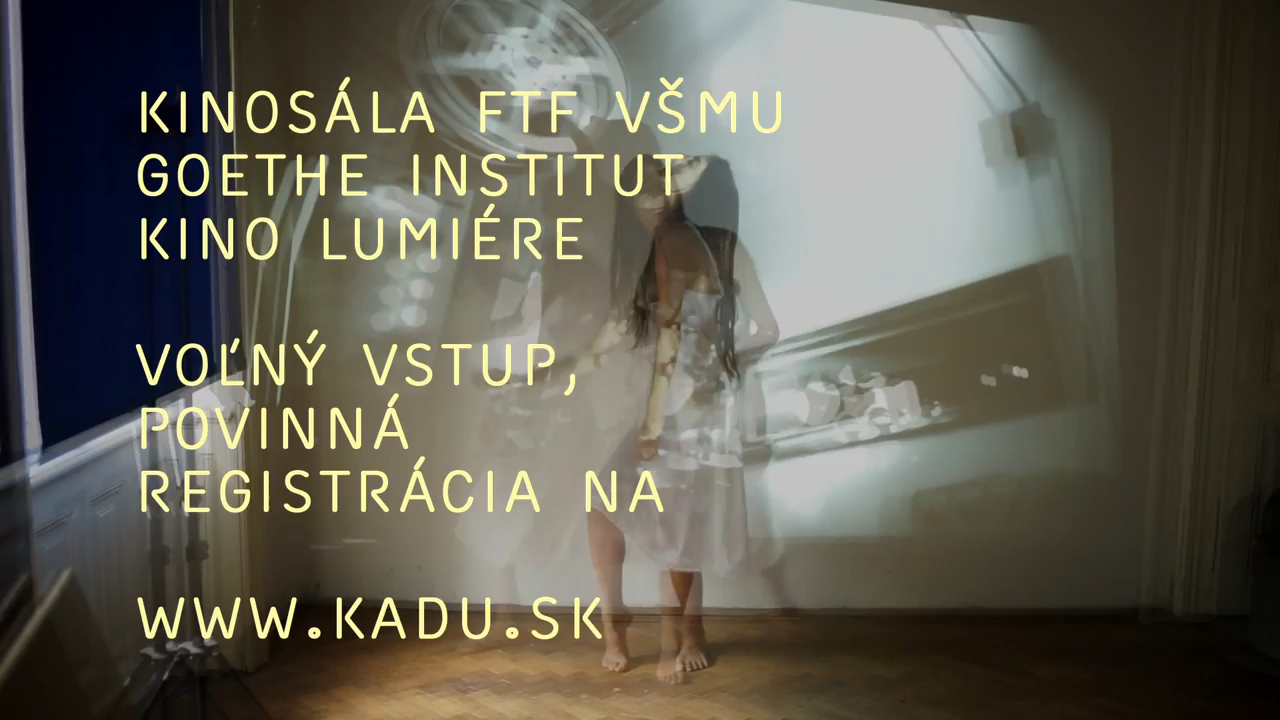 KINOSÁLA FTF VŠMU
GOETHE INSTITUT
KINO LUMIÉRE
VOĽNÝ VSTUP,
POVINNÁ
REGISTRÁCIA NA
WWW.KADU.SK